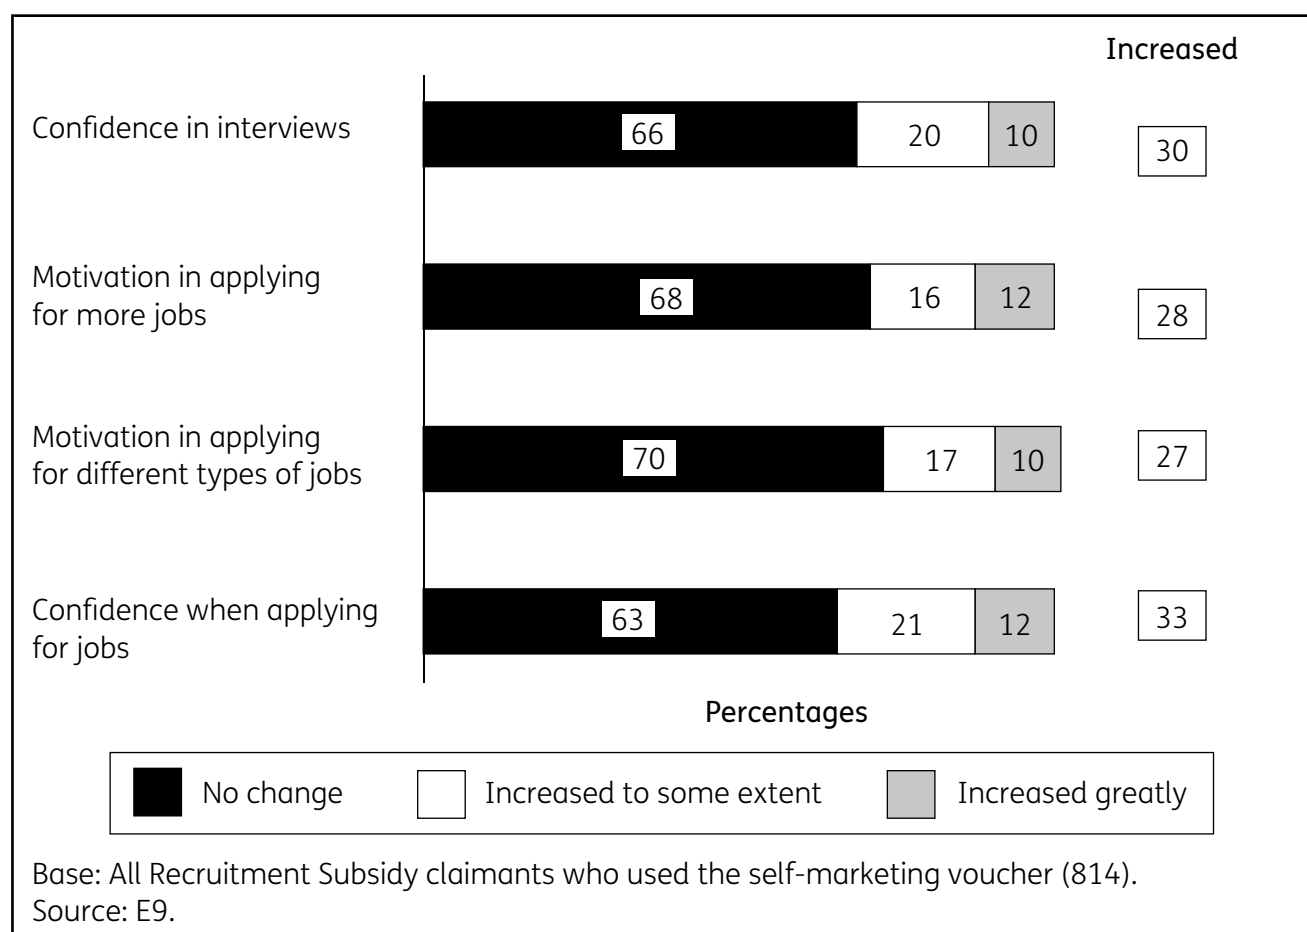 Increased
Confidence in interviews
66 20 10 30
Motivation in applying
for more jobs
68 16 12 28
Motivation in applying
for different types of jobs
70 17 10 27
Confidence when applying
for jobs
63 21 12 33
Percentages
No change Increased to some extent Increased greatly
Base: All Recruitment Subsidy claimants who used the self-marketing voucher (814).
Source: E9.